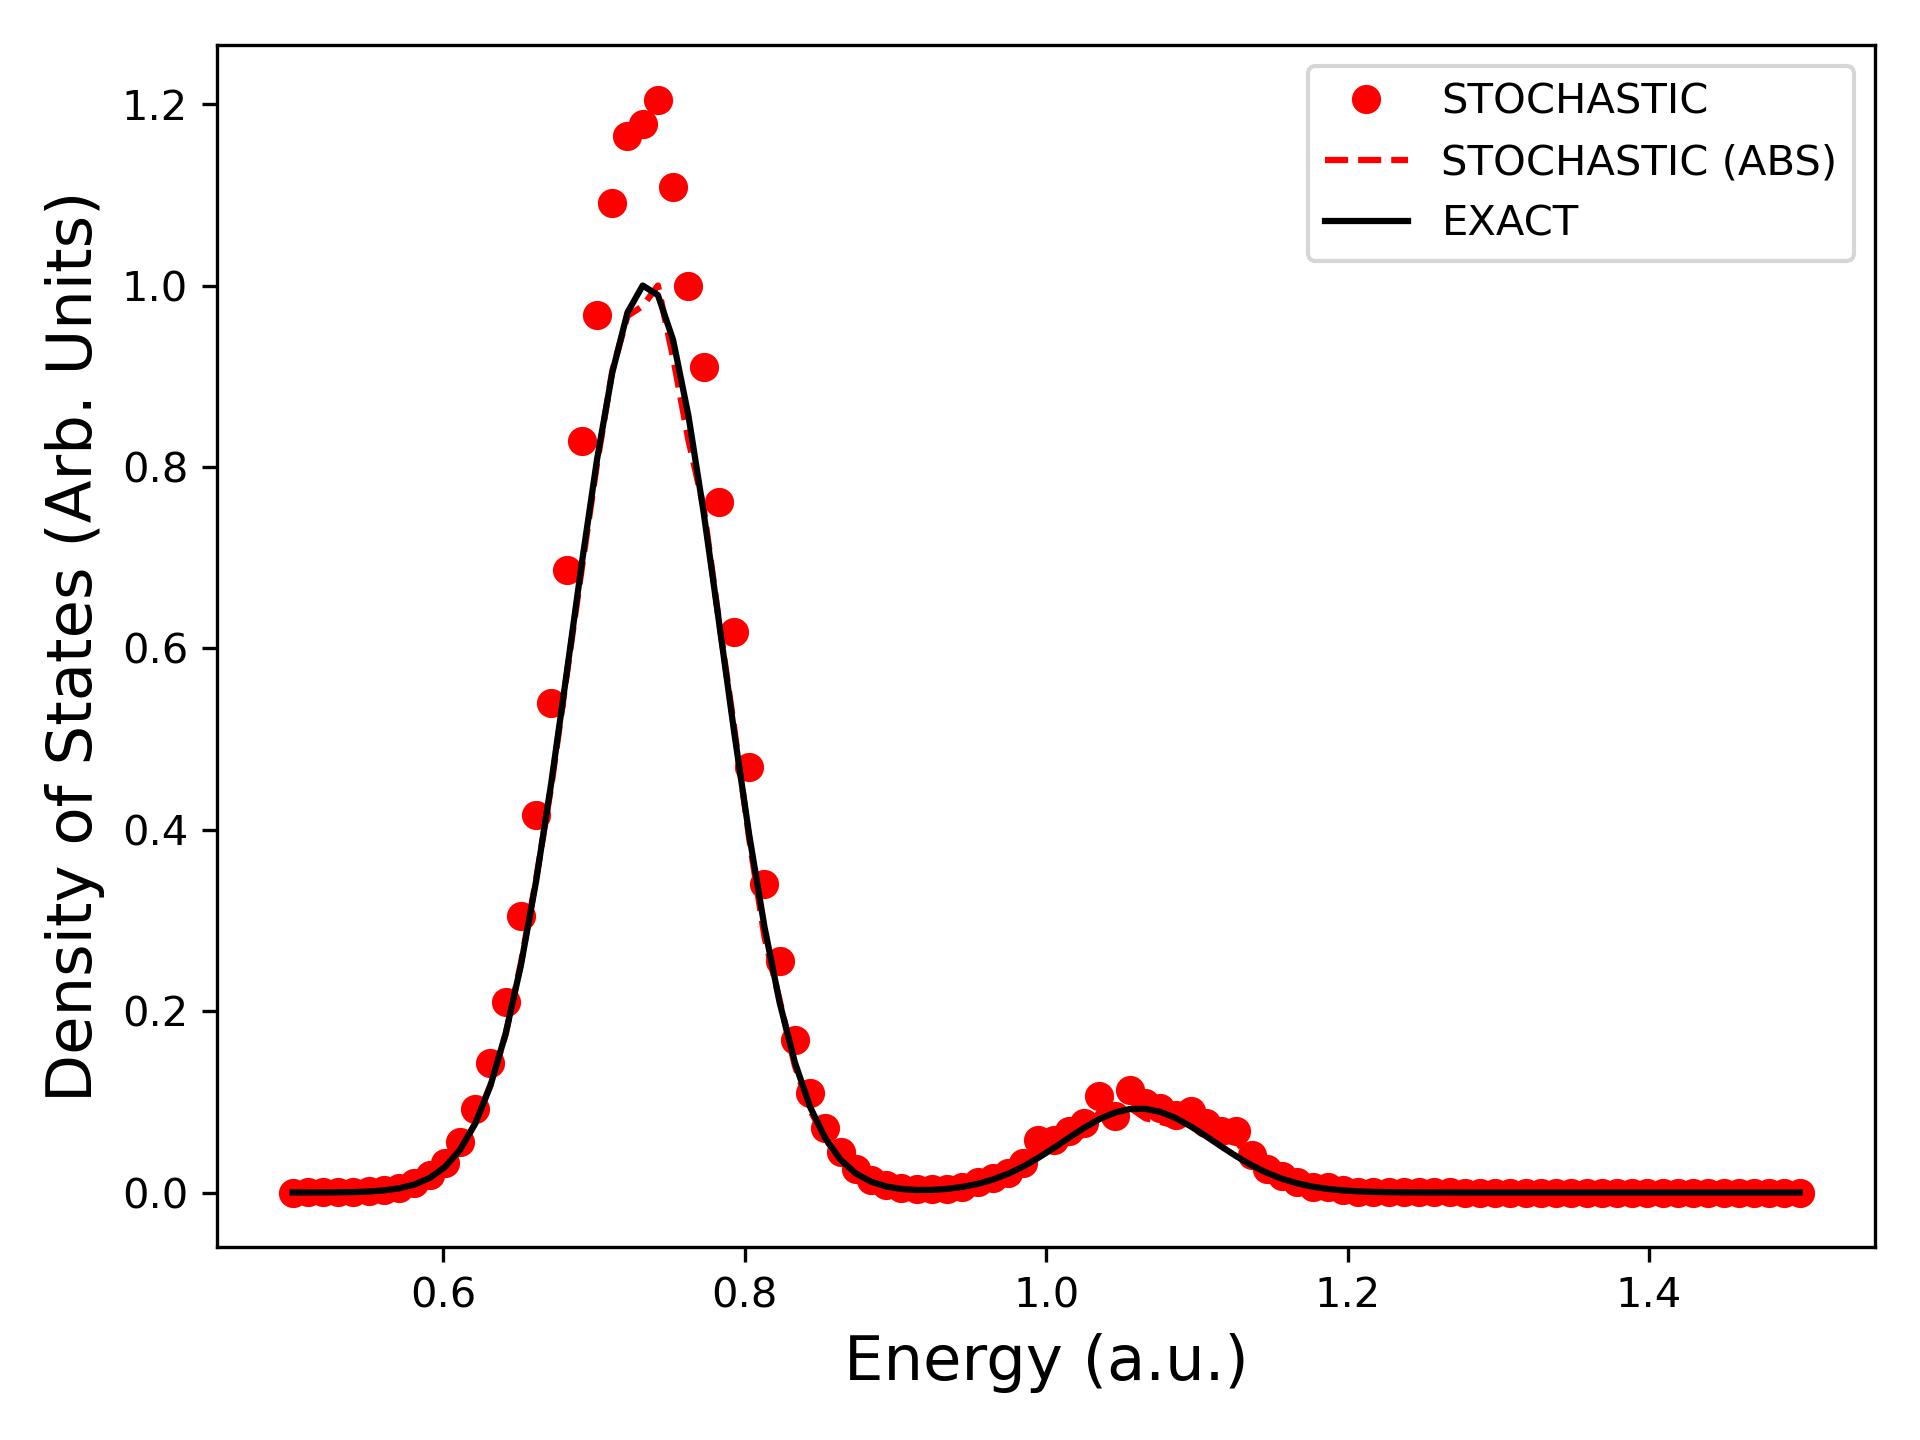 STOCHASTIC
STOCHASTIC (ABS)
EXACT
Density of States (Arb. Units)
1.2
1.0
0.8
0.6
0.4
0.2
0.0
0.6 0.8 1.0 1.2 1.4
Energy (a.u.)